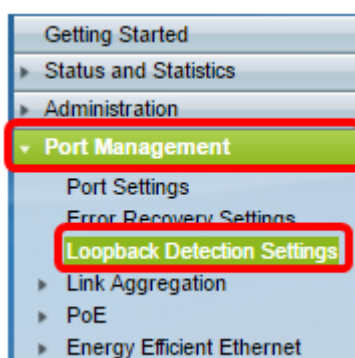 Getting Started
Status and Statistics
Administration
Port Management
Port Settings
Error Recovery Settings
Loopback Detection Settings
Link Aggregation
PoE
Energy Efficient Ethernet